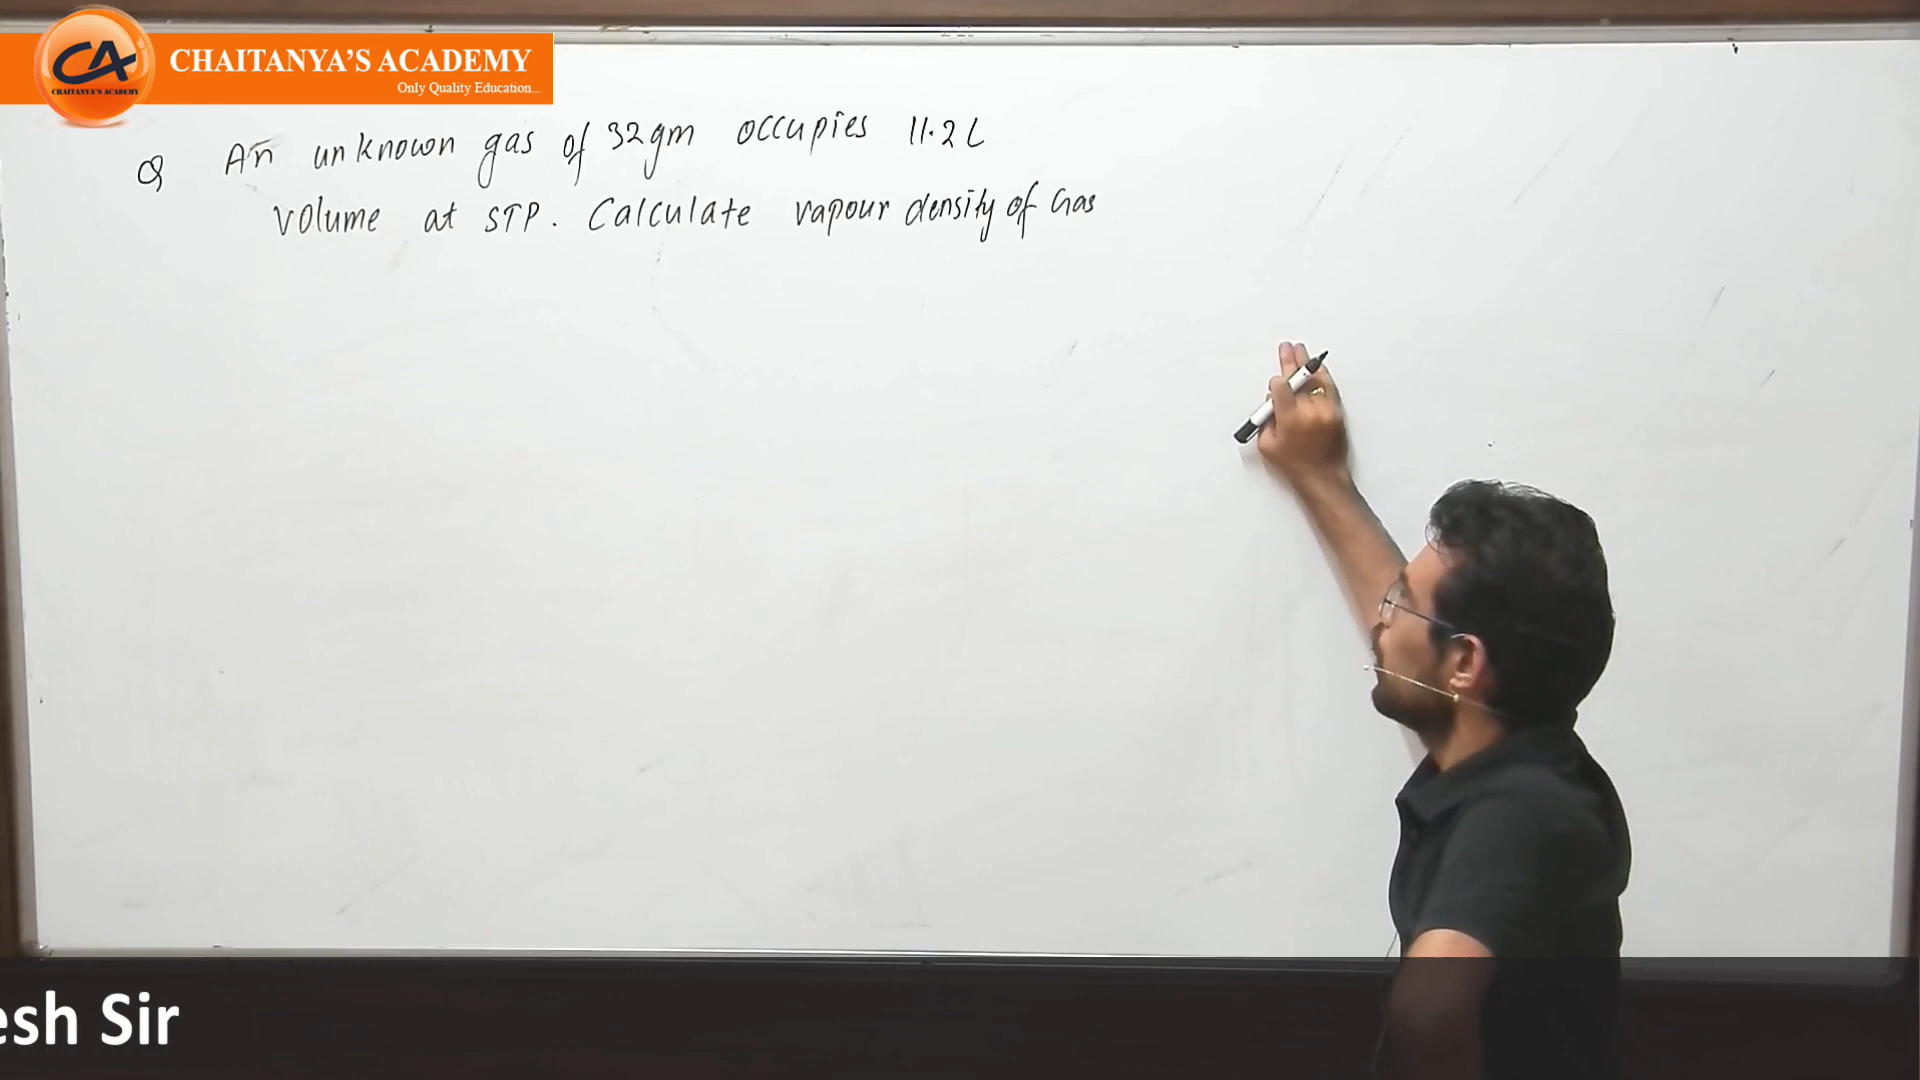 CA
CHAITANYA'S ACADEMY
CHAITANYA'S ACADEMY
Only Quality Education...
Q An unknown gas of 32gm occupies 11.2L
volume at STP. Calculate vapour density of Gas
esh Sir